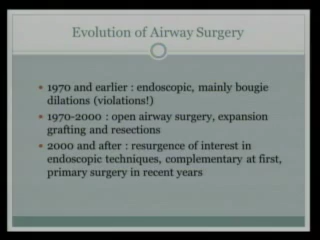 Evolution of Airway Surgery
• 1970 and earlier : endoscopic, mainly bougie
dilations (violations!)
• 1970-2000 : open airway surgery, expansion
grafting and resections
• 2000 and after : resurgence of interest in
endoscopic techniques, complementary at first,
primary surgery in recent years